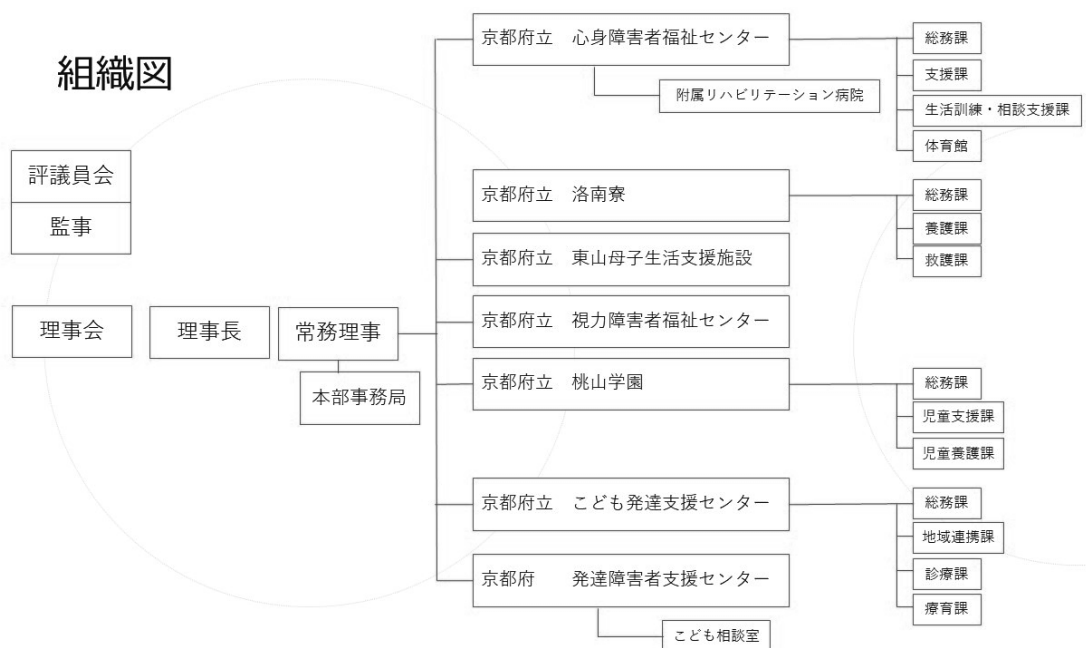 組織図
評議員会
監事
理事会
理事長
常務理事
本部事務局
京都府立　心身障害者福祉センター
附属リハビリテーション病院
総務課
支援課
生活訓練・相談支援課
体育館
京都府立　洛南寮
総務課
養護課
救護課
京都府立　東山母子生活支援施設
京都府立　視力障害者福祉センター
京都府立　桃山学園
総務課
児童支援課
児童養護課
京都府立　こども発達支援センター
総務課
地域連携課
診療課
療育課
京都府　　発達障害者支援センター
こども相談室